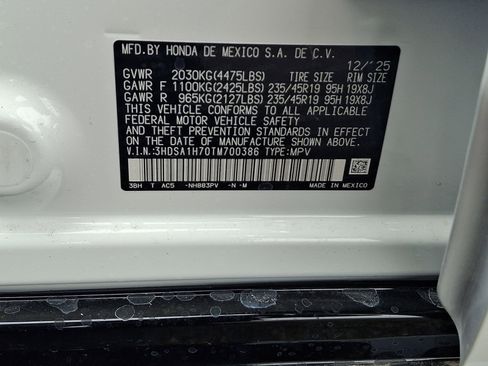 MFD.BY HONDA DE MEXICO S.A. DE C.V.
12/'25
GVWR 2030KG(4475LBS) TIRE SIZE RIM SIZE
GAWR F 1100KG(2425LBS) 235/45R19 95H 19X8J
GAWR R 965KG(2127LBS) 235/45R19 95H 19X8J
THIS VEHICLE CONFORMS TO ALL APPLICABLE
FEDERAL MOTOR VEHICLE
SAFETY AND THEFT PREVENTION STANDARDS IN EFFECT
ON THE DATE OF MANUFACTURE SHOWN ABOVE.
V.I.N.:3HDSA1H70TM700386 TYPE:MPV
3BH T AC5 -NH883PV -N -M MADE IN MEXICO